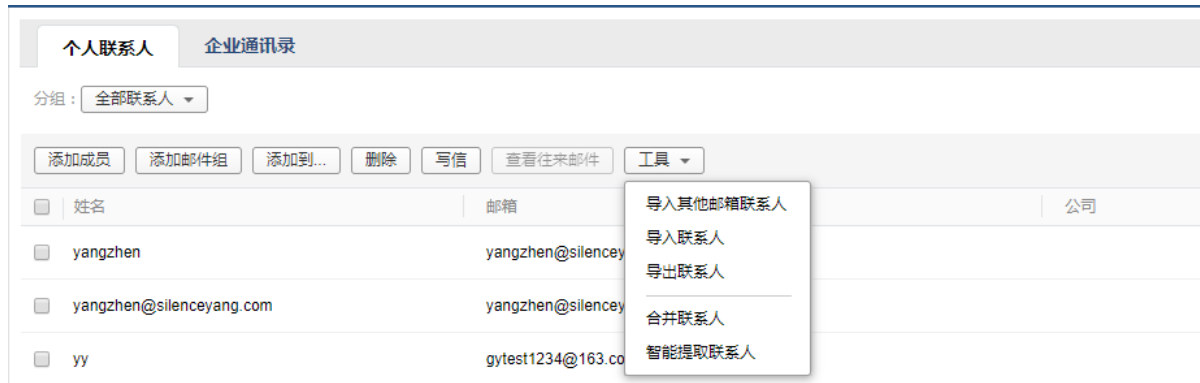 个人联系人 企业通讯录
分组： 全部联系人
添加成员 添加邮件组 添加到... 删除 写信 查看往来邮件 工具
姓名 邮箱 公司
导入其他邮箱联系人
导入联系人
导出联系人
合并联系人
智能提取联系人
yangzhen yangzhen@silencey
yangzhen@silenceyang.com yangzhen@silencey
yy gytest1234@163.co